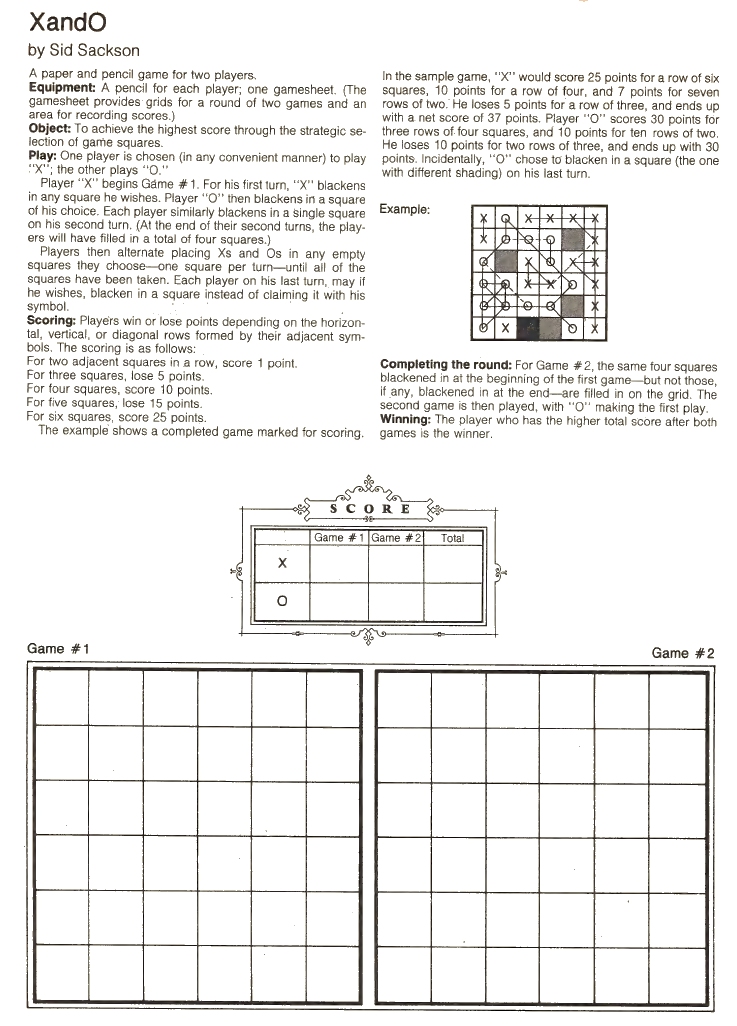 XandO
by Sid Sackson
A paper and pencil game for two players.
Equipment: A pencil for each player; one gamesheet. (The
gamesheet provides grids for a round of two games and an
area for recording scores.)
Object: To achieve the highest score through the strategic se-
lection of game squares.
Play: One player is chosen (in any convenient manner) to play
"X"; the other plays "O."
Player "X" begins Game #1. For his first turn, "X" blackens
in any square he wishes. Player "O" then blackens in a square
of his choice. Each player similarly blackens in a single square
on his second turn. (At the end of their second turns, the play-
ers will have filled in a total of four squares.)
Players then alternate placing Xs and Os in any empty
squares they choose—one square per turn—until all of the
squares have been taken. Each player on his last turn, may if
he wishes, blacken in a square instead of claiming it with his
symbol.
Scoring: Players win or lose points depending on the horizon-
tal, vertical, or diagonal rows formed by their adjacent sym-
bols. The scoring is as follows:
For two adjacent squares in a row, score 1 point.
For three squares, lose 5 points.
For four squares, score 10 points.
For five squares, lose 15 points.
For six squares, score 25 points.
The example shows a completed game marked for scoring.
In the sample game, "X" would score 25 points for a row of six
squares, 10 points for a row of four, and 7 points for seven
rows of two. He loses 5 points for a row of three, and ends up
with a net score of 37 points. Player "O" scores 30 points for
three rows of four squares, and 10 points for ten rows of two.
He loses 10 points for two rows of three, and ends up with 30
points. Incidentally, "O" chose to blacken in a square (the one
with different shading) on his last turn.
Example:
X O X X X X
X O O O X
O O X X
O O X X O X
O O O O X
O X O X
Completing the round: For Game #2, the same four squares
blackened in at the beginning of the first game—but not those,
if any, blackened in at the end—are filled in on the grid. The
second game is then played, with "O" making the first play.
Winning: The player who has the higher total score after both
games is the winner.
SCORE
Game #1 Game #2 Total
X
O
Game #1
Game #2